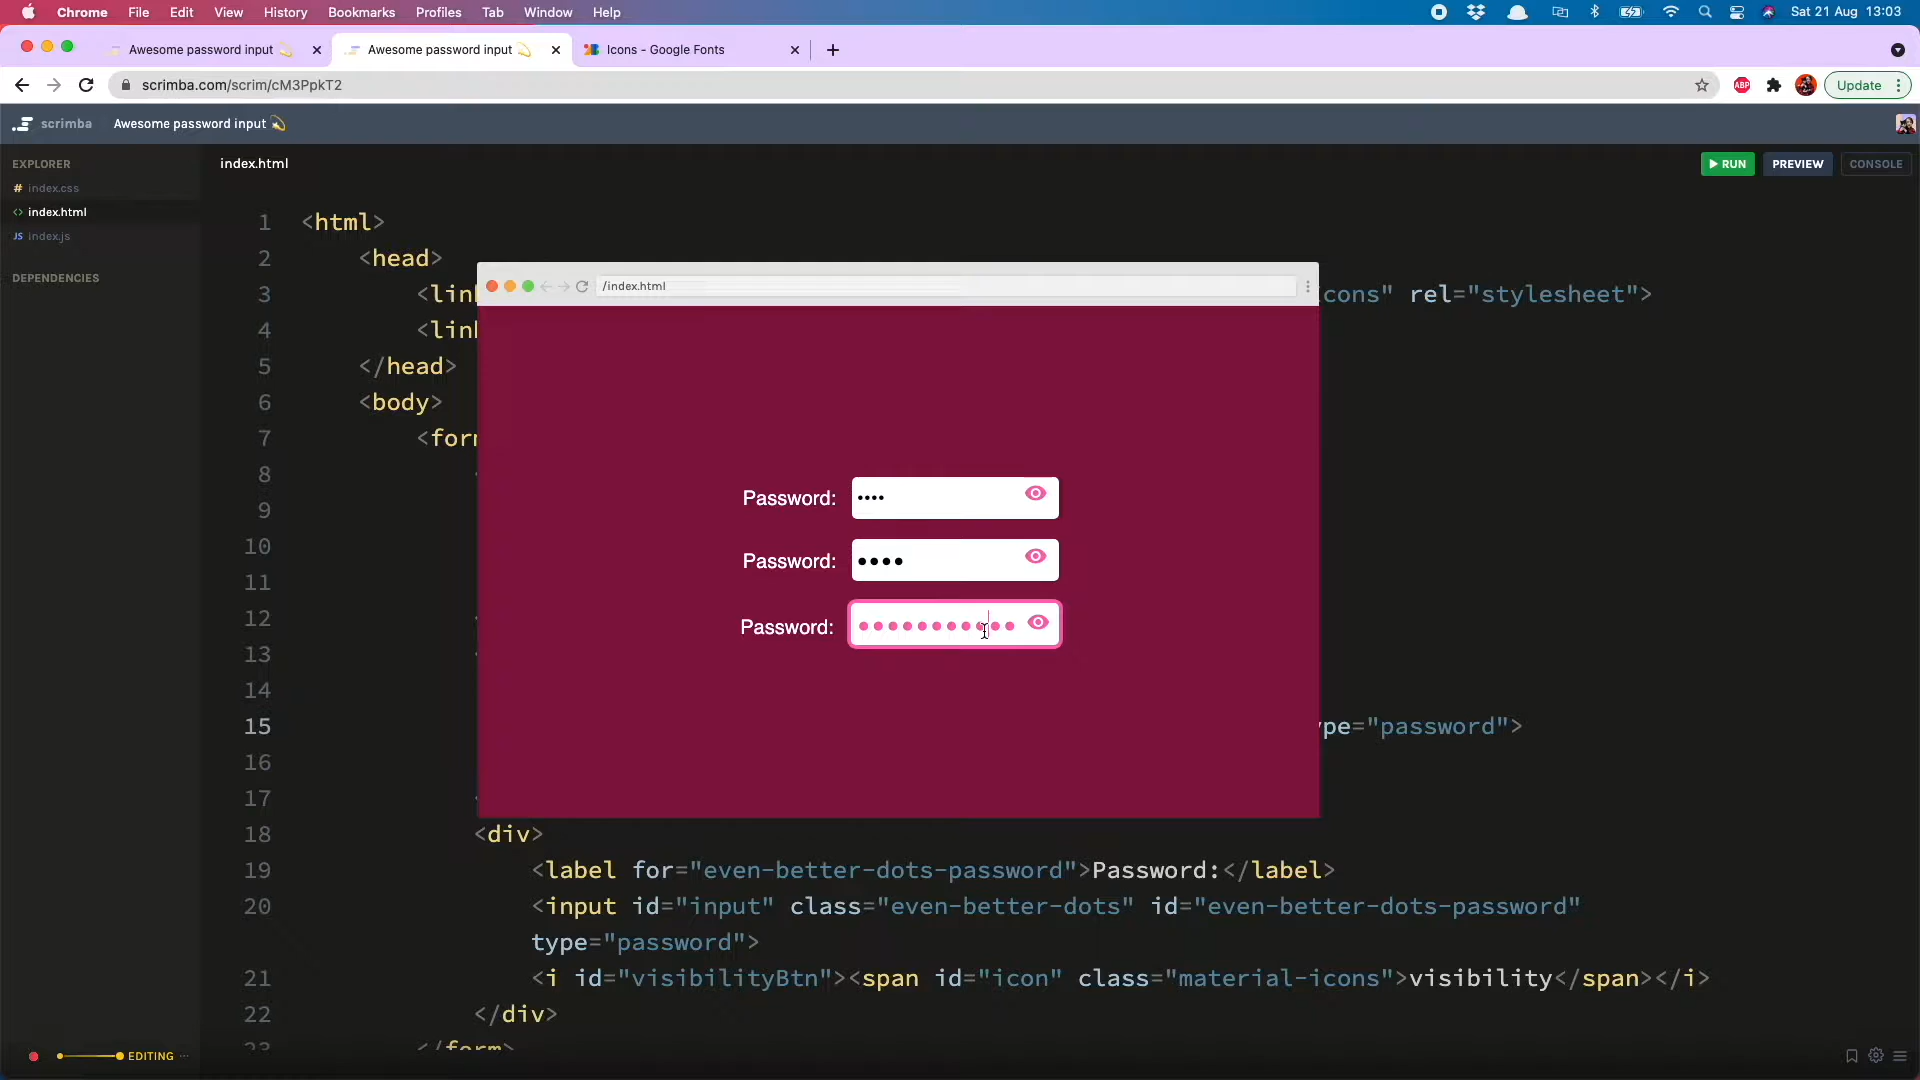 Chrome File Edit View History Bookmarks Profiles Tab Window Help Sat 21 Aug 13:03
Awesome password input 💫 Awesome password input 💫 Icons - Google Fonts
scrimba.com/scrim/cM3PpkT2 ABP Update
scrimba Awesome password input 💫
EXPLORER
# index.css
<> index.html
JS index.js
DEPENDENCIES
index.html
RUN PREVIEW CONSOLE
1 <html>
2 <head>
/index.html
3 <lin cons" rel="stylesheet">
4 <lin
5 </head>
6 <body>
7 <for
8
9
10
11
12
13
14
15 pe="password">
16
17
Password: ••••
Password: ●●●●
Password: ●●●●●●●●●●●
18 <div>
19 <label for="even-better-dots-password">Password:</label>
20 <input id="input" class="even-better-dots" id="even-better-dots-password"
type="password">
21 <i id="visibilityBtn"><span id="icon" class="material-icons">visibility</span></i>
22 </div>
23 </form>
EDITING ...